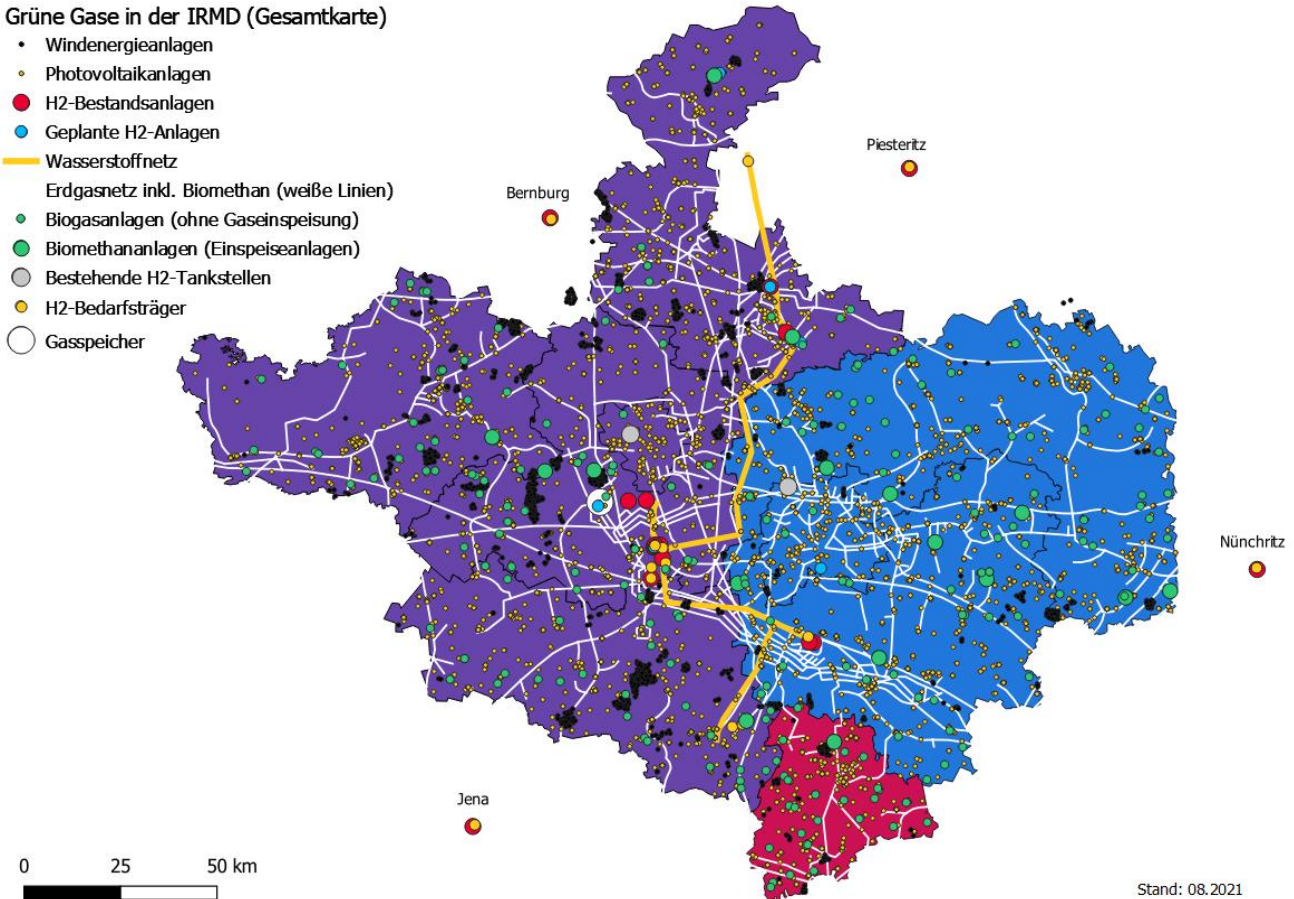 Grüne Gase in der IRMD (Gesamtkarte)
Windenergieanlagen
Photovoltaikanlagen
H2-Bestandsanlagen
Geplante H2-Anlagen
Wasserstoffnetz
Erdgasnetz inkl. Biomethan (weiße Linien)
Biogasanlagen (ohne Gaseinspeisung)
Biomethananlagen (Einspeiseanlagen)
Bestehende H2-Tankstellen
H2-Bedarfsträger
Gasspeicher
Piesteritz
Bernburg
Nünchritz
Jena
0 25 50 km
Stand: 08.2021